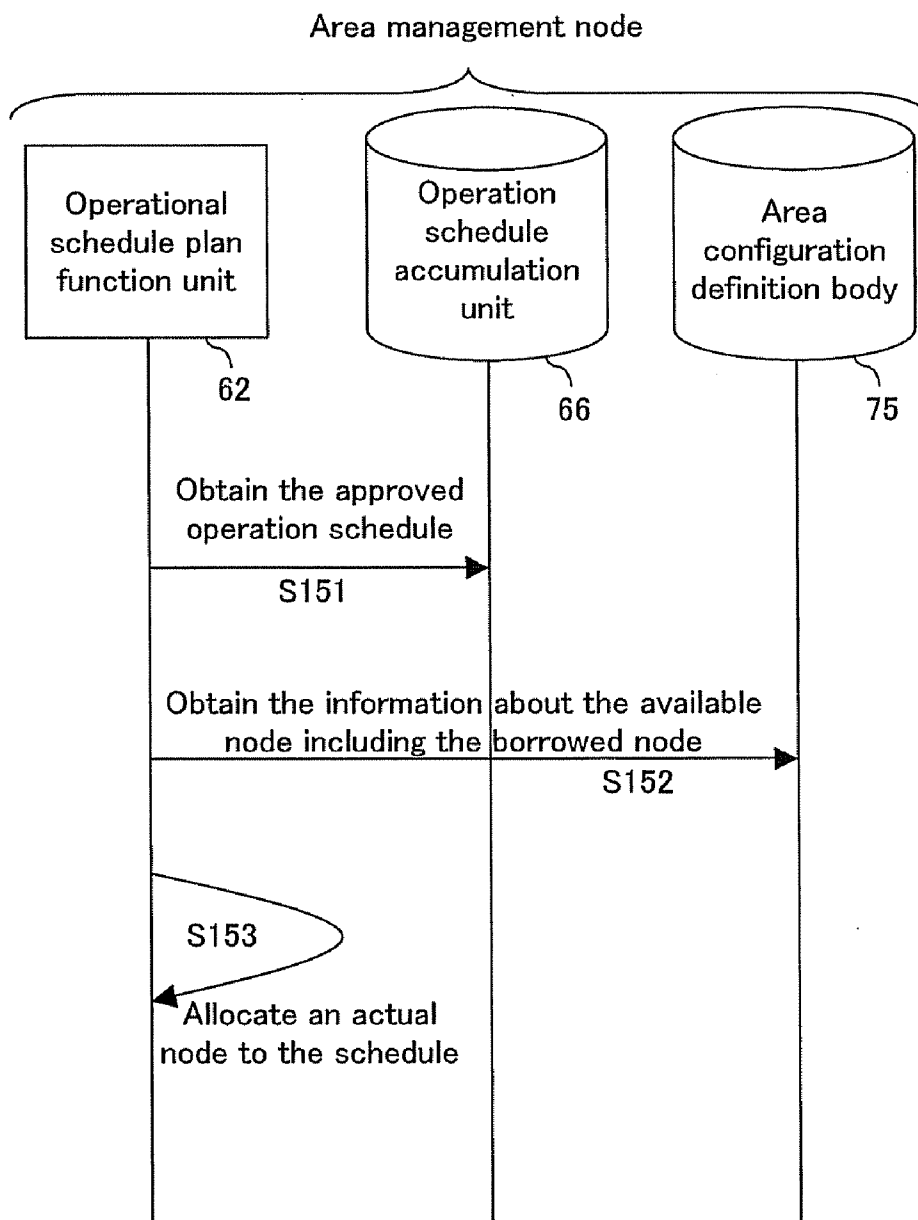 Area management node
Operational
schedule plan
function unit
Operation
schedule
accumulation
unit
Area
configuration
definition body
62
66
75
Obtain the approved
operation schedule
S151
Obtain the information about the available
node including the borrowed node
S152
S153
Allocate an actual
node to the schedule